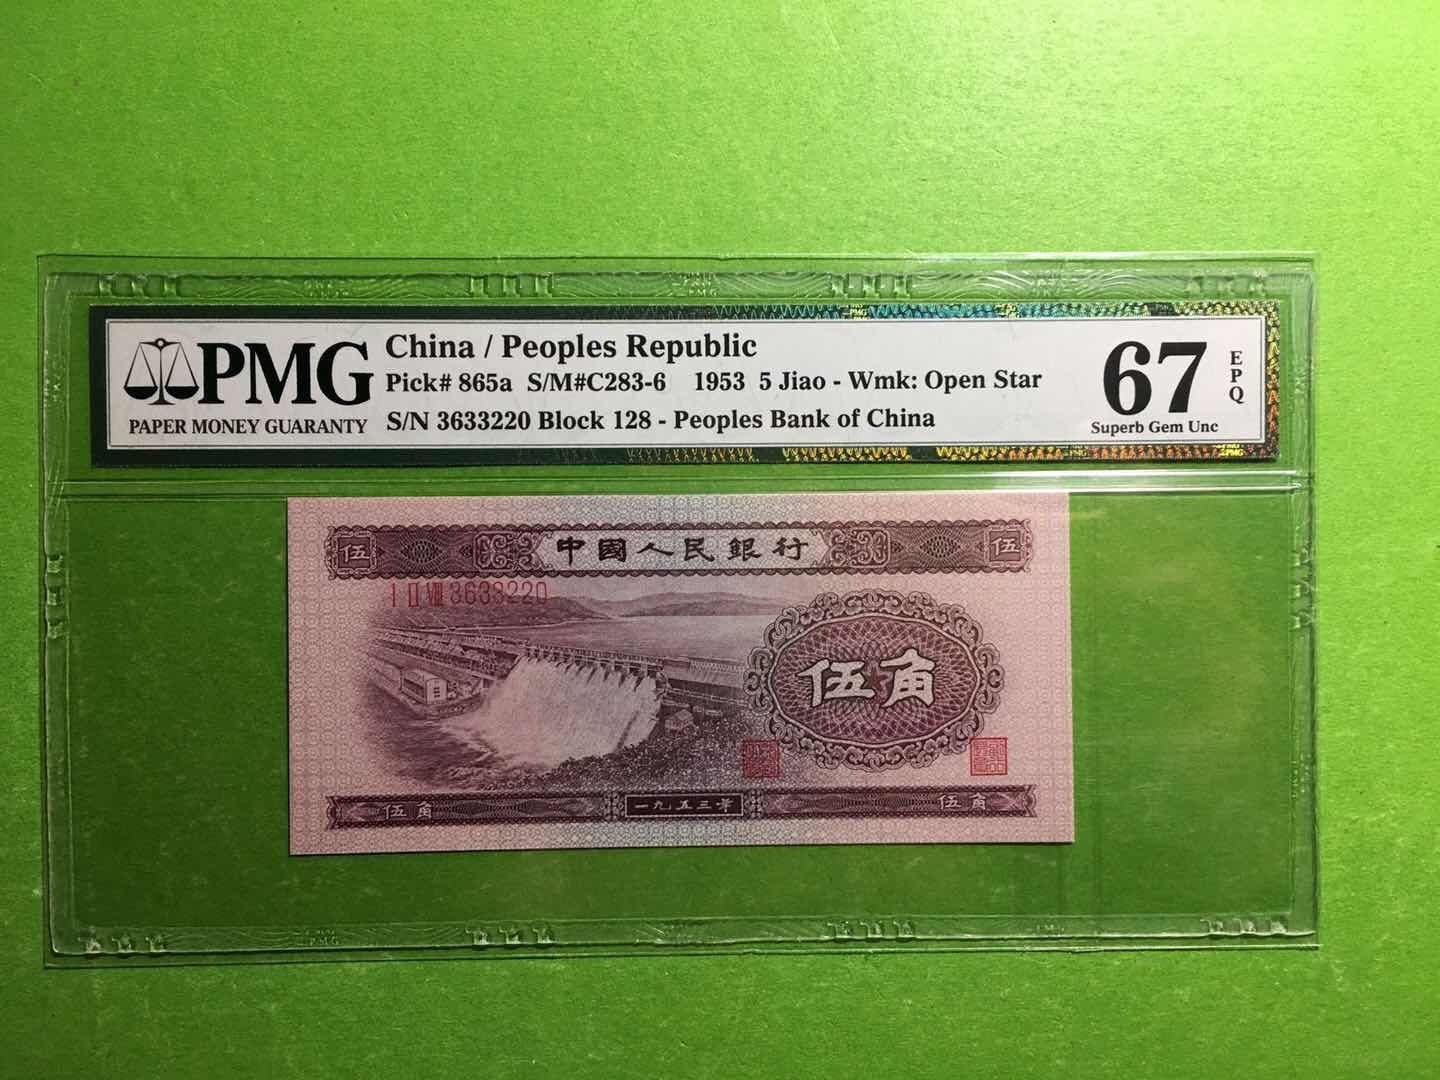 PMG
PAPER MONEY GUARANTY
China / Peoples Republic
Pick# 865a S/M#C283-6 1953 5 Jiao - Wmk: Open Star
S/N 3633220 Block 128 - Peoples Bank of China
67
EPQ
Superb Gem Unc
伍 中國人民銀行 伍
I II VIII 3633220
伍角
伍角 一九五三年 伍角